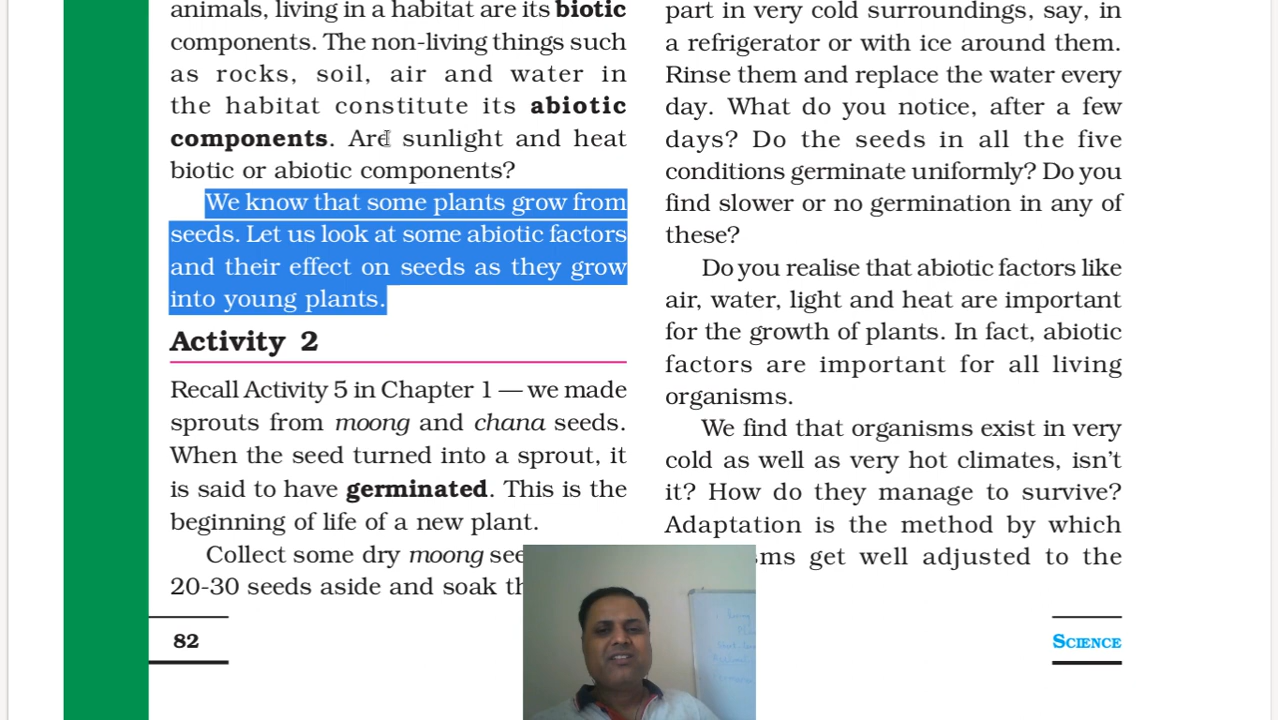 animals, living in a habitat are its biotic
components. The non-living things such
as rocks, soil, air and water in
the habitat constitute its abiotic
components. Are sunlight and heat
biotic or abiotic components?
We know that some plants grow from
seeds. Let us look at some abiotic factors
and their effect on seeds as they grow
into young plants.
Activity 2
Recall Activity 5 in Chapter 1 — we made
sprouts from moong and chana seeds.
When the seed turned into a sprout, it
is said to have germinated. This is the
beginning of life of a new plant.
Collect some dry moong
20-30 seeds aside and soak
82
part in very cold surroundings, say, in
a refrigerator or with ice around them.
Rinse them and replace the water every
day. What do you notice, after a few
days? Do the seeds in all the five
conditions germinate uniformly? Do you
find slower or no germination in any of
these?
Do you realise that abiotic factors like
air, water, light and heat are important
for the growth of plants. In fact, abiotic
factors are important for all living
organisms.
We find that organisms exist in very
cold as well as very hot climates, isn't
it? How do they manage to survive?
Adaptation is the method by which
get well adjusted to the
SCIENCE